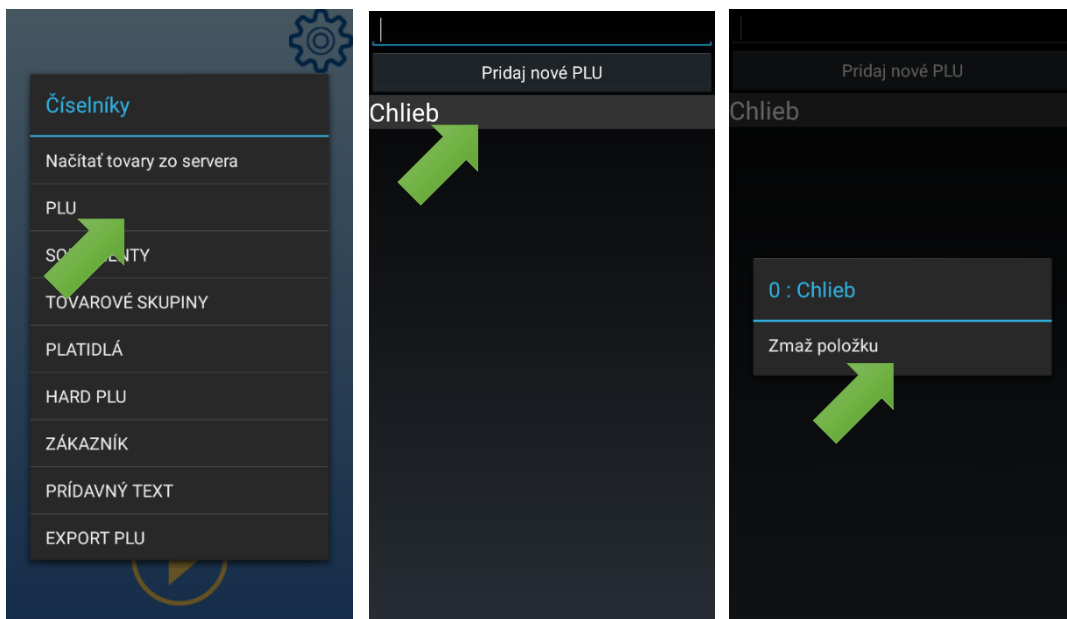 Číselníky
Načítať tovary zo servera
PLU
TOVAROVÉ SKUPINY
PLATIDLÁ
HARD PLU
ZÁKAZNÍK
PRÍDAVNÝ TEXT
EXPORT PLU
Pridaj nové PLU
Chlieb
Pridaj nové PLU
Chlieb
0 : Chlieb
Zmaž položku